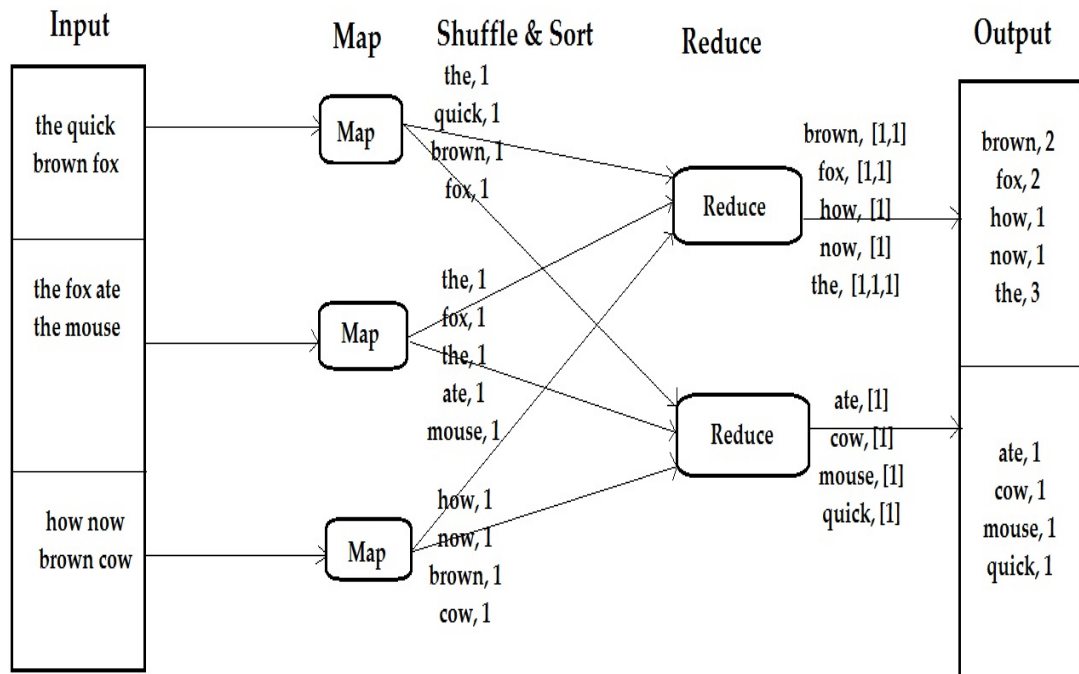 Input
Map
Shuffle & Sort
Reduce
Output
the quick
brown fox
the fox ate
the mouse
how now
brown cow
Map
Map
Map
the, 1
quick, 1
brown, 1
fox, 1
the, 1
fox, 1
the, 1
ate, 1
mouse, 1
how, 1
now, 1
brown, 1
cow, 1
Reduce
Reduce
brown, [1,1]
fox, [1,1]
how, [1]
now, [1]
the, [1,1,1]
ate, [1]
cow, [1]
mouse, [1]
quick, [1]
brown, 2
fox, 2
how, 1
now, 1
the, 3
ate, 1
cow, 1
mouse, 1
quick, 1